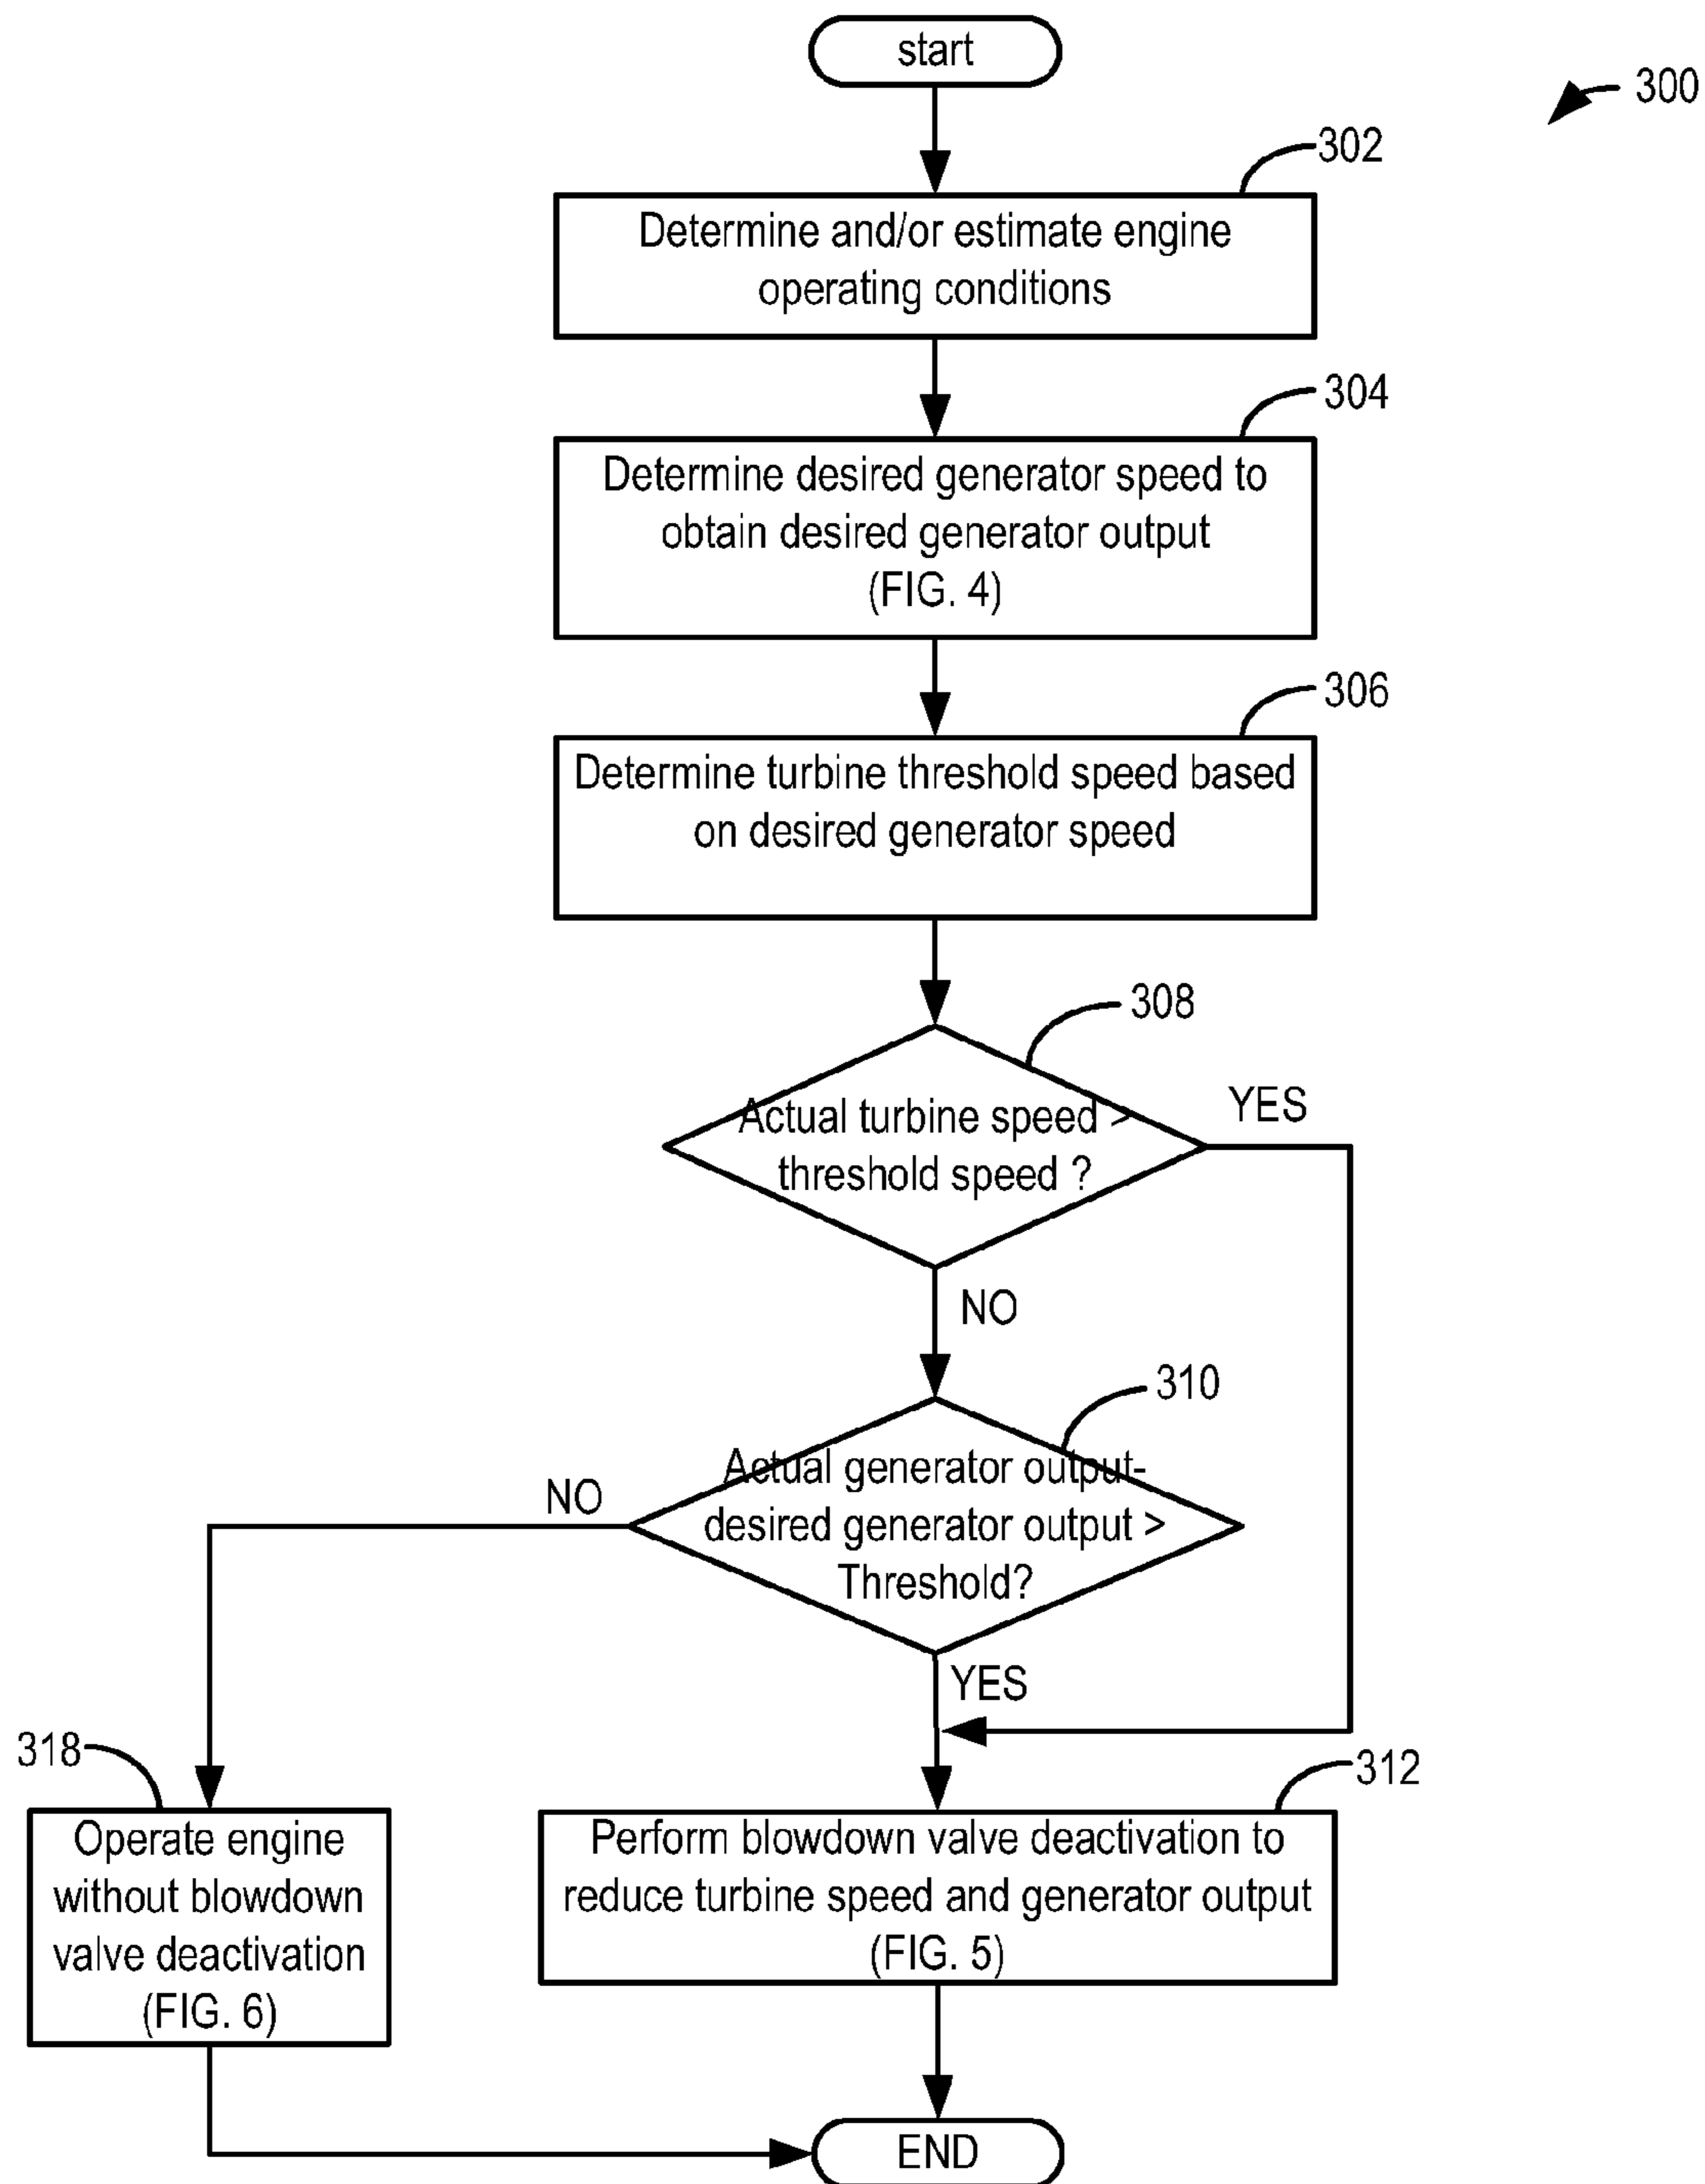 start
300
302
Determine and/or estimate engine
operating conditions
304
Determine desired generator speed to
obtain desired generator output
(FIG. 4)
306
Determine turbine threshold speed based
on desired generator speed
308
Actual turbine speed >
threshold speed ?
YES
NO
310
Actual generator output-
desired generator output >
Threshold?
NO
YES
318
Operate engine
without blowdown
valve deactivation
(FIG. 6)
312
Perform blowdown valve deactivation to
reduce turbine speed and generator output
(FIG. 5)
END